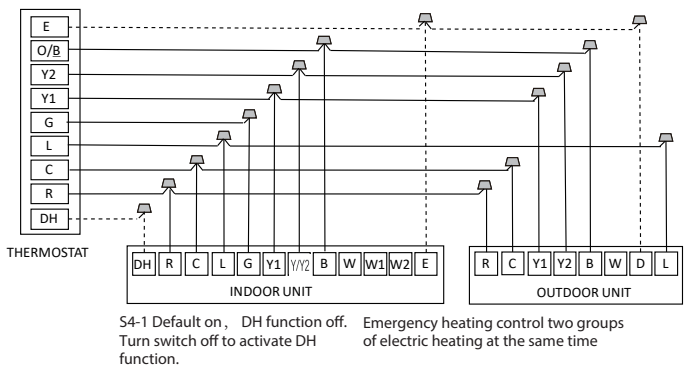 E
O/B
Y2
Y1
G
L
C
R
DH
THERMOSTAT
DH R C L G Y1 Y/Y2 B W W1 W2 E
INDOOR UNIT
R C Y1 Y2 B W D L
OUTDOOR UNIT
S4-1 Default on， DH function off.
Turn switch off to activate DH
function.
Emergency heating control two groups
of electric heating at the same time